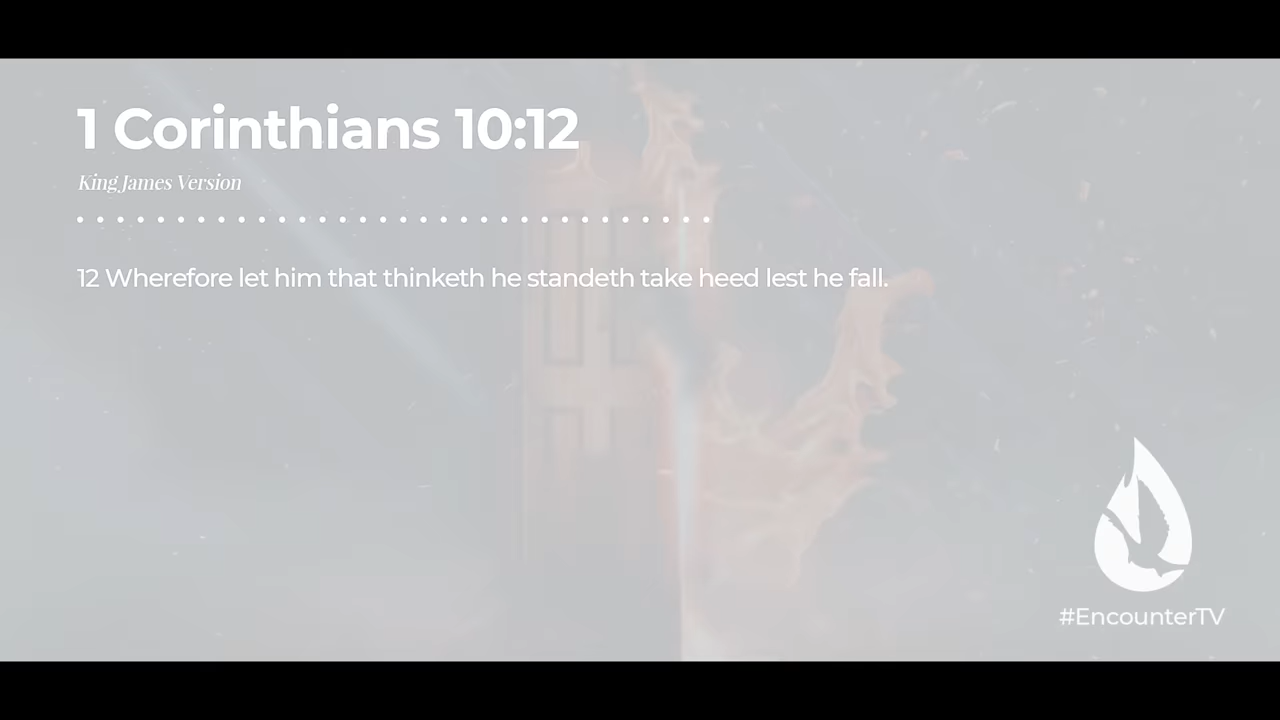 1 Corinthians 10:12
King James Version
12 Wherefore let him that thinketh he standeth take heed lest he fall.
#EncounterTV